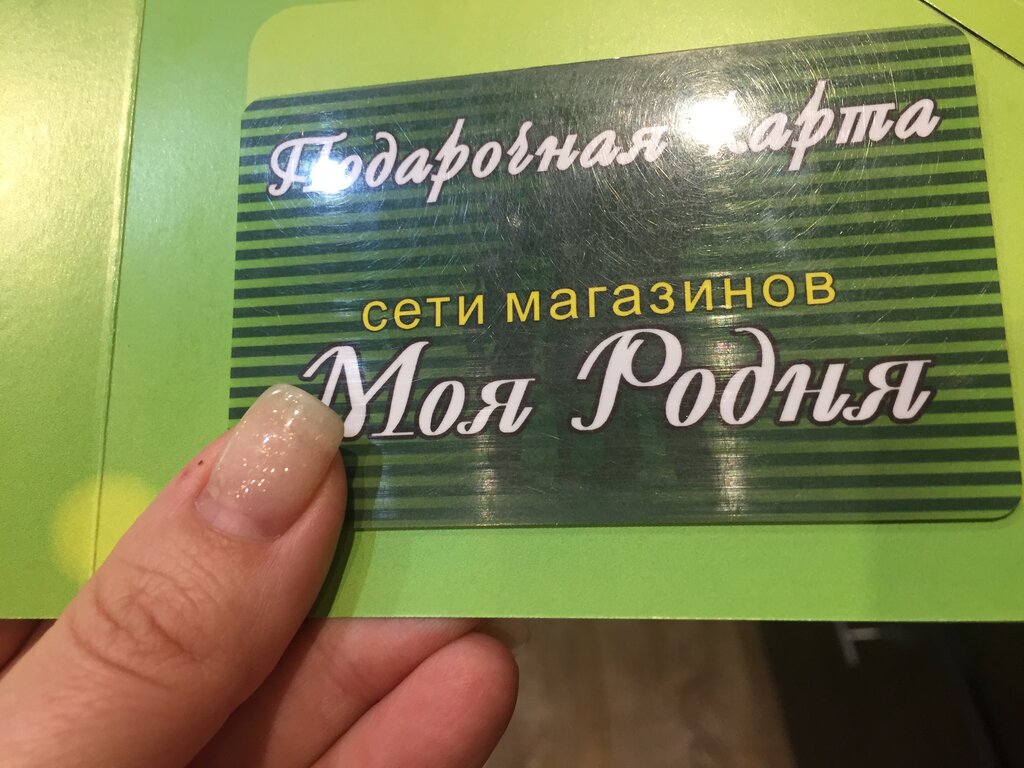 Подарочная карта
сети магазинов
Моя Родня